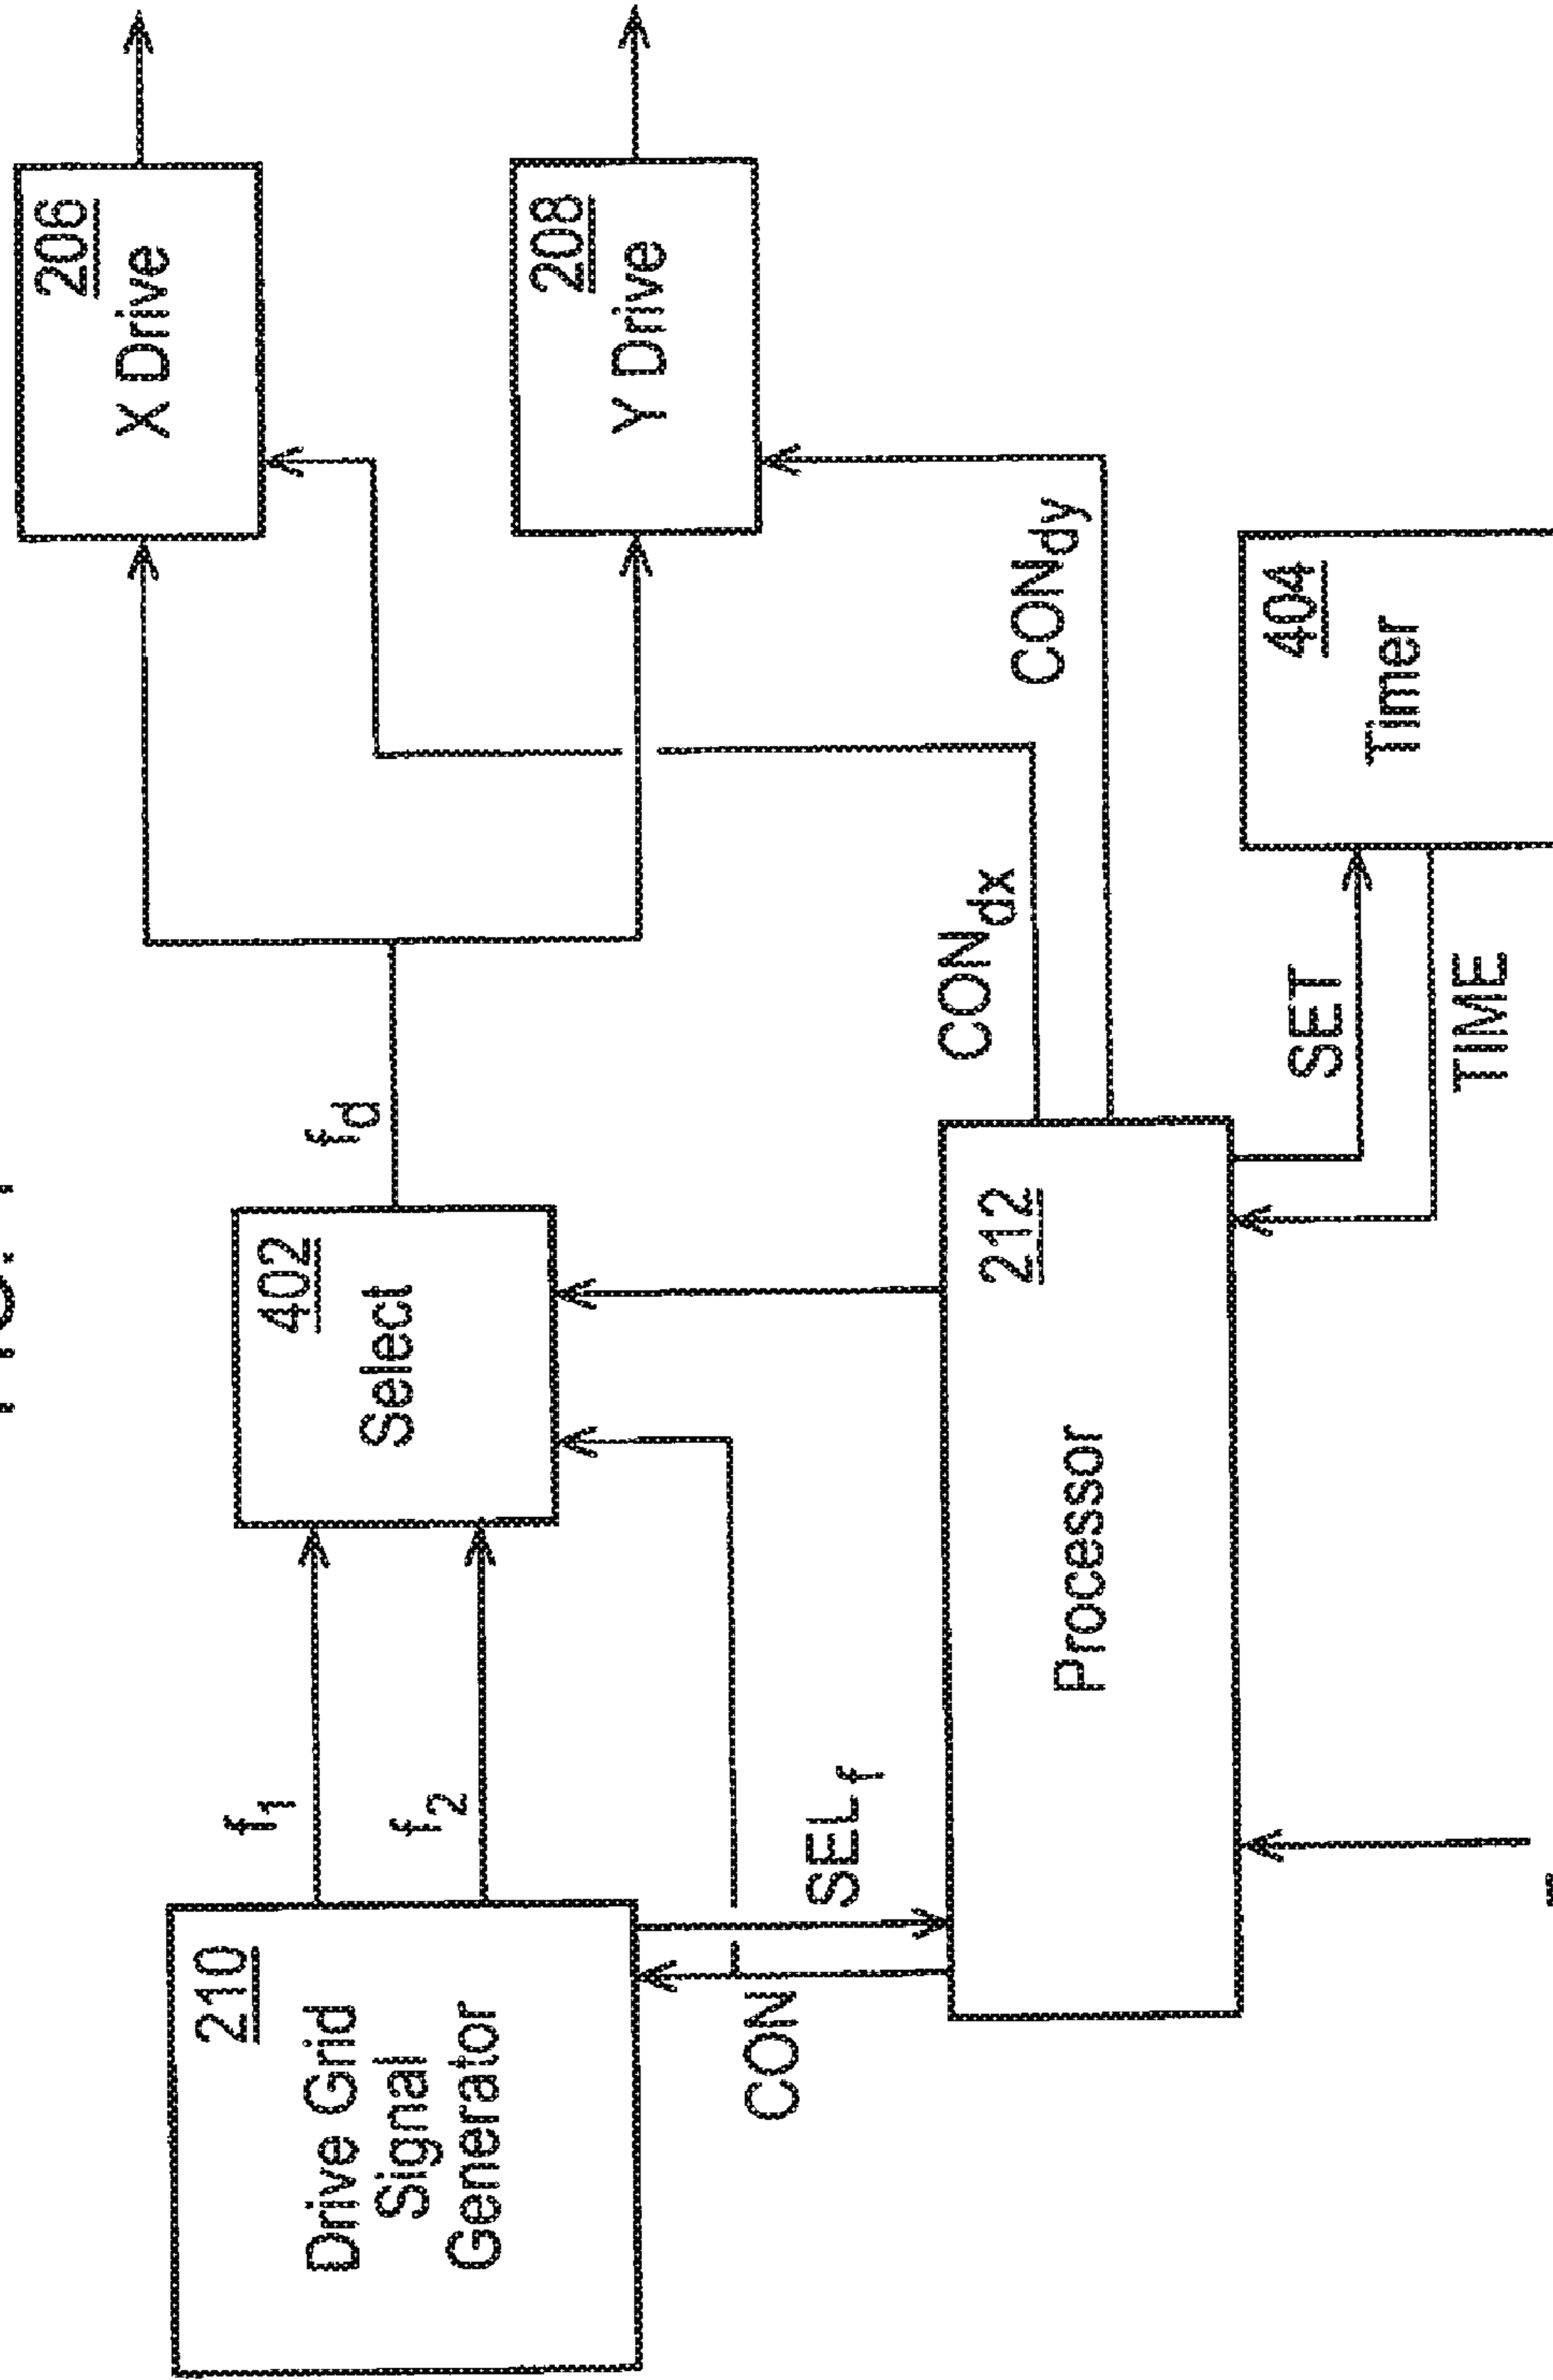 210
Drive Grid
Signal
Generator
f1
f2
402
Select
fd
206
X Drive
208
Y Drive
CON
SELf
212
Processor
CONdx
CONdy
SET
TIME
404
Timer